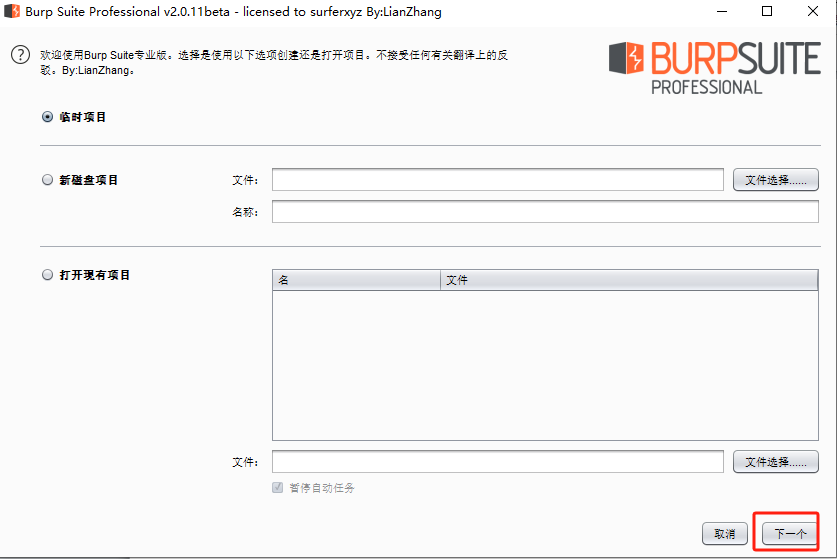 Burp Suite Professional v2.0.11beta - licensed to surferxyz By:LianZhang
欢迎使用Burp Suite专业版。选择是使用以下选项创建还是打开项目。不接受任何有关翻译上的反
驳。By:LianZhang。
BURPSUITE
PROFESSIONAL
临时项目
新磁盘项目
文件:
文件选择......
名称:
打开现有项目
名
文件
文件:
文件选择......
暂停自动任务
取消
下一个